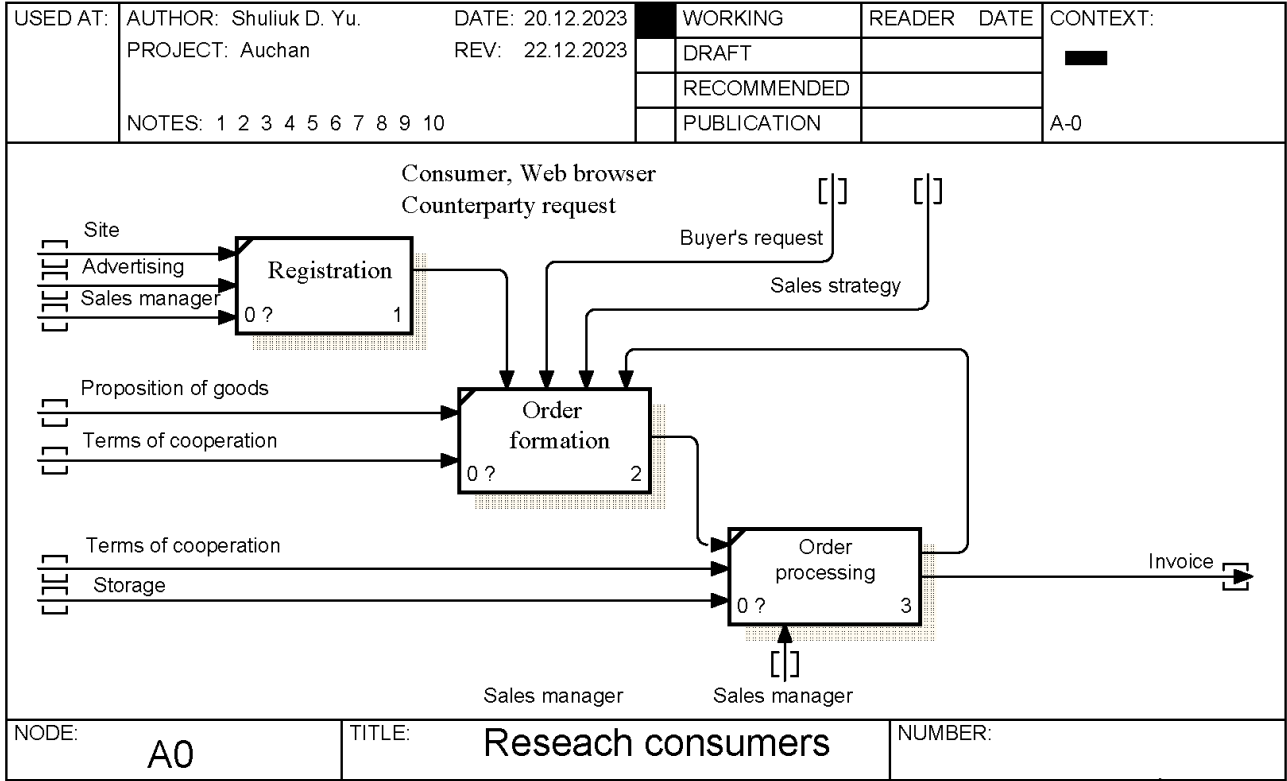 USED AT:
AUTHOR: Shuliuk D. Yu.
DATE: 20.12.2023
WORKING
READER DATE
CONTEXT:
PROJECT: Auchan
REV: 22.12.2023
DRAFT
RECOMMENDED
NOTES: 1 2 3 4 5 6 7 8 9 10
PUBLICATION
A-0
Consumer, Web browser
Counterparty request
Site
Advertising
Sales manager
Registration
0 ? 1
Buyer's request
Sales strategy
Proposition of goods
Terms of cooperation
Order
formation
0 ? 2
Terms of cooperation
Storage
Order
processing
0 ? 3
Invoice
Sales manager
Sales manager
NODE:
A0
TITLE:
Reseach consumers
NUMBER: